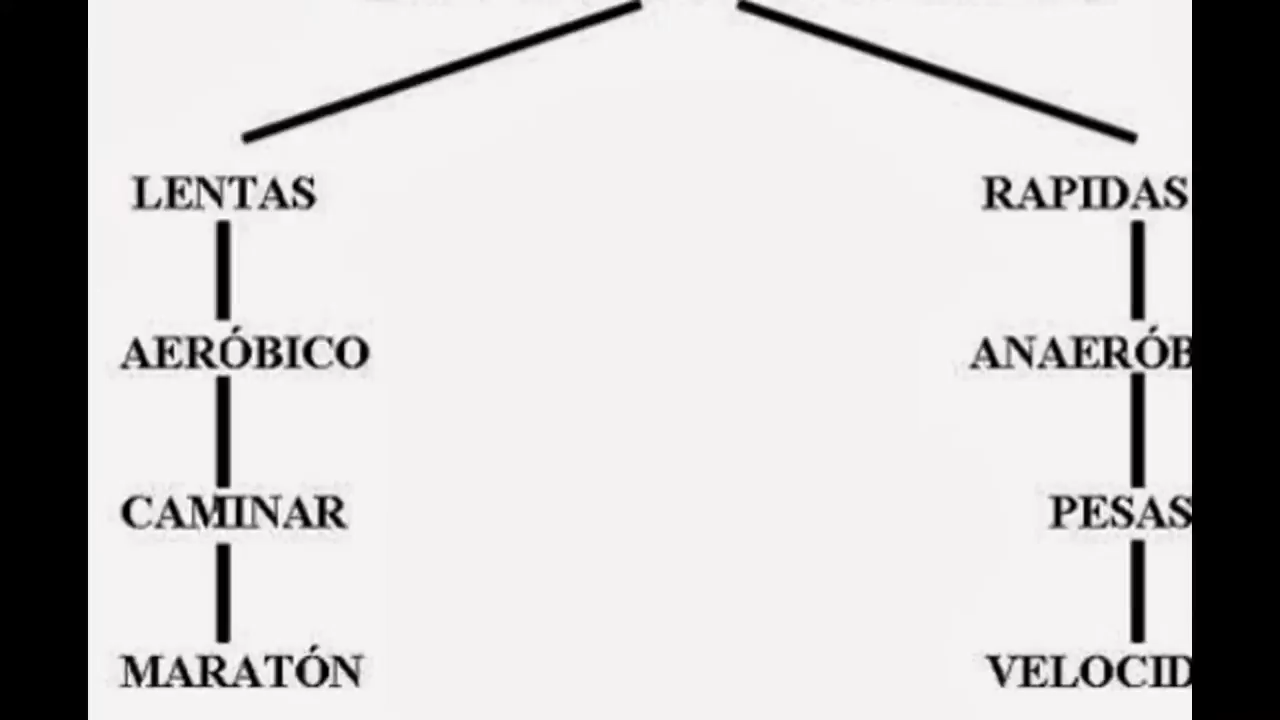 LENTAS
RAPIDAS
AERÓBICO
ANAERÓB
CAMINAR
PESAS
MARATÓN
VELOCID